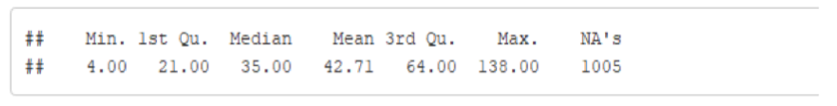 ## Min. 1st Qu. Median Mean 3rd Qu. Max. NA's
## 4.00 21.00 35.00 42.71 64.00 138.00 1005